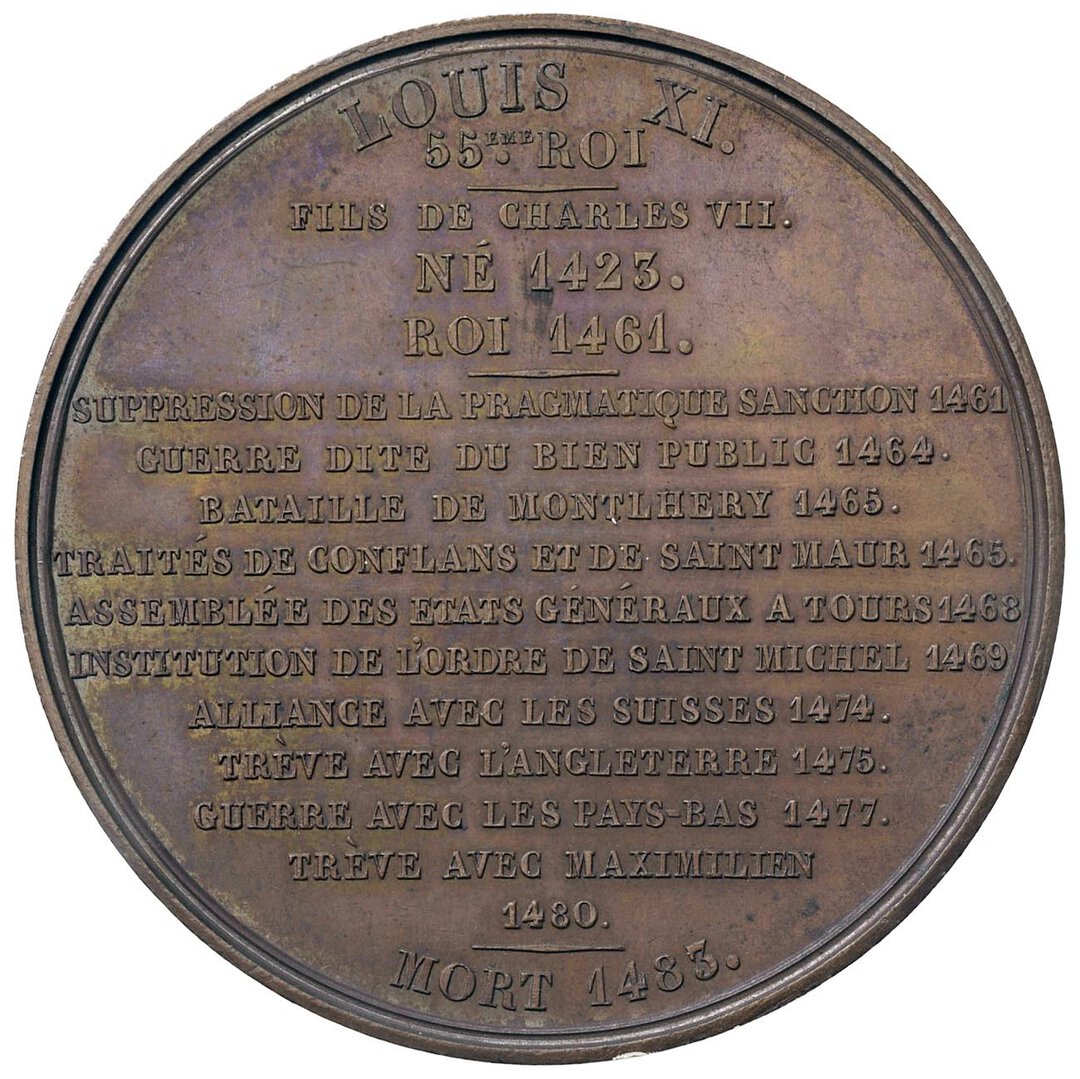 LOUIS XI.
55.EME ROI
FILS DE CHARLES VII.
NÉ 1423.
ROI 1461.
SUPPRESSION DE LA PRAGMATIQUE SANCTION 1461
GUERRE DITE DU BIEN PUBLIC 1464.
BATAILLE DE MONTLHERY 1465.
TRAITÉS DE CONFLANS ET DE SAINT MAUR 1465.
ASSEMBLÉE DES ETATS GÉNÉRAUX A TOURS 1468
INSTITUTION DE L'ORDRE DE SAINT MICHEL 1469
ALLIANCE AVEC LES SUISSES 1474.
TRÈVE AVEC L'ANGLETERRE 1475.
GUERRE AVEC LES PAYS-BAS 1477.
TRÈVE AVEC MAXIMILIEN
1480.
MORT 1483.